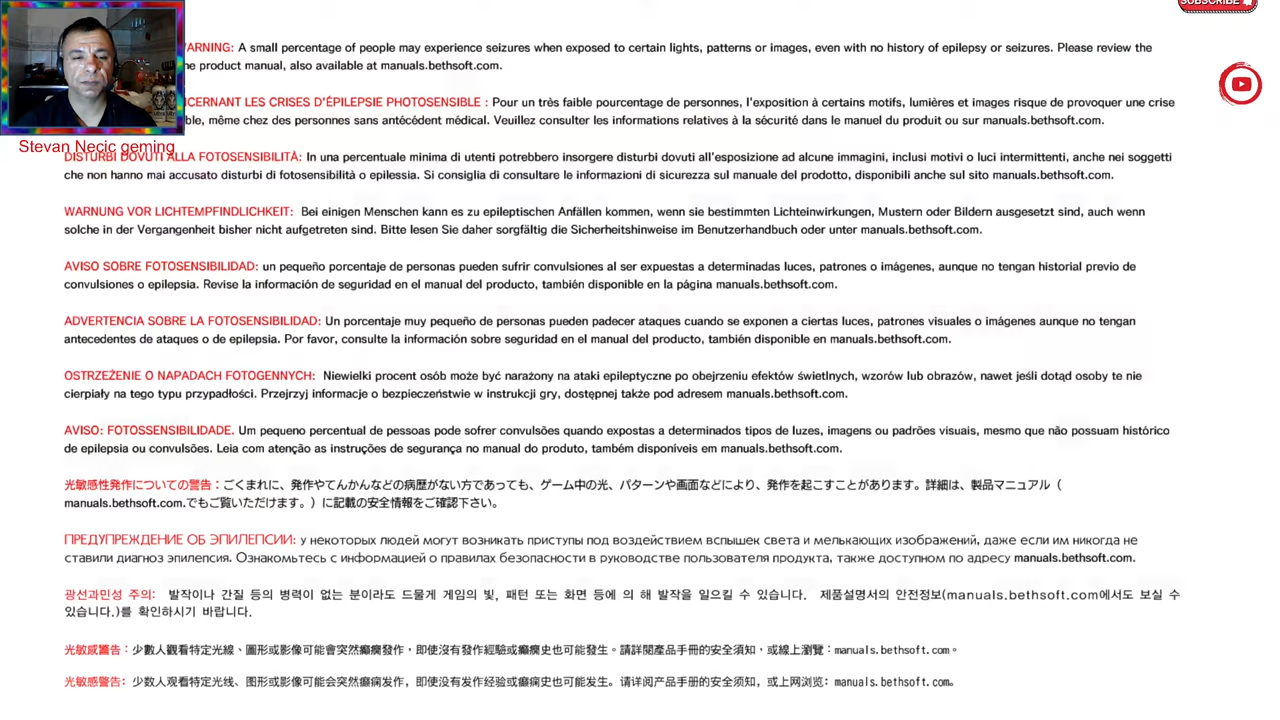 SUBSCRIBE
WARNING: A small percentage of people may experience seizures when exposed to certain lights, patterns or images, even with no history of epilepsy or seizures. Please review the
the product manual, also available at manuals.bethsoft.com.
CONCERNANT LES CRISES D'ÉPILEPSIE PHOTOSENSIBLE : Pour un très faible pourcentage de personnes, l'exposition à certains motifs, lumières et images risque de provoquer une crise
même chez des personnes sans antécédent médical. Veuillez consulter les informations relatives à la sécurité dans le manuel du produit ou sur manuals.bethsoft.com.
Stevan Necic geming
DISTURBI DOVUTI ALLA FOTOSENSIBILITÀ: In una percentuale minima di utenti potrebbero insorgere disturbi dovuti all'esposizione ad alcune immagini, inclusi motivi o luci intermittenti, anche nei soggetti
che non hanno mai accusato disturbi di fotosensibilità o epilessia. Si consiglia di consultare le informazioni di sicurezza sul manuale del prodotto, disponibili anche sul sito manuals.bethsoft.com.
WARNUNG VOR LICHTEMPFINDLICHKEIT: Bei einigen Menschen kann es zu epileptischen Anfällen kommen, wenn sie bestimmten Lichteinwirkungen, Mustern oder Bildern ausgesetzt sind, auch wenn
solche in der Vergangenheit bisher nicht aufgetreten sind. Bitte lesen Sie daher sorgfältig die Sicherheitshinweise im Benutzerhandbuch oder unter manuals.bethsoft.com.
AVISO SOBRE FOTOSENSIBILIDAD: un pequeño porcentaje de personas pueden sufrir convulsiones al ser expuestas a determinadas luces, patrones o imágenes, aunque no tengan historial previo de
convulsiones o epilepsia. Revise la información de seguridad en el manual del producto, también disponible en la página manuals.bethsoft.com.
ADVERTENCIA SOBRE LA FOTOSENSIBILIDAD: Un porcentaje muy pequeño de personas pueden padecer ataques cuando se exponen a ciertas luces, patrones visuales o imágenes aunque no tengan
antecedentes de ataques o de epilepsia. Por favor, consulte la información sobre seguridad en el manual del producto, también disponible en manuals.bethsoft.com.
OSTRZEŻENIE O NAPADACH FOTOGENNYCH: Niewielki procent osób może być narażony na ataki epileptyczne po obejrzeniu efektów świetlnych, wzorów lub obrazów, nawet jeśli dotąd osoby te nie
cierpiały na tego typu przypadłości. Przejrzyj informacje o bezpieczeństwie w instrukcji gry, dostępnej także pod adresem manuals.bethsoft.com.
AVISO: FOTOSSENSIBILIDADE. Um pequeno percentual de pessoas pode sofrer convulsões quando expostas a determinados tipos de luzes, imagens ou padrões visuais, mesmo que não possuam histórico
de epilepsia ou convulsões. Leia com atenção as instruções de segurança no manual do produto, também disponíveis em manuals.bethsoft.com.
光敏感性発作についての警告：ごくまれに、発作やてんかんなどの病歴がない方であっても、ゲーム中の光、パターンや画面などにより、発作を起こすことがあります。詳細は、製品マニュアル（
manuals.bethsoft.com.でもご覧いただけます。）に記載の安全情報をご確認下さい。
ПРЕДУПРЕЖДЕНИЕ ОБ ЭПИЛЕПСИИ: у некоторых людей могут возникать приступы под воздействием вспышек света и мелькающих изображений, даже если им никогда не
ставили диагноз эпилепсия. Ознакомьтесь с информацией о правилах безопасности в руководстве пользователя продукта, также доступном по адресу manuals.bethsoft.com.
광선과민성 주의: 발작이나 간질 등의 병력이 없는 분이라도 드물게 게임의 빛, 패턴 또는 화면 등에 의 해 발작을 일으킬 수 있습니다. 제품설명서의 안전정보(manuals.bethsoft.com에서도 보실 수
있습니다.)를 확인하시기 바랍니다.
光敏感警告：少數人觀看特定光線、圖形或影像可能會突然癲癇發作，即使沒有發作經驗或癲癇史也可能發生。請詳閱產品手冊的安全須知，或線上瀏覽：manuals.bethsoft.com。
光敏感警告: 少数人观看特定光线、图形或影像可能会突然癫痫发作，即使没有发作经验或癫痫史也可能发生。请详阅产品手册的安全须知，或上网浏览: manuals.bethsoft.com。